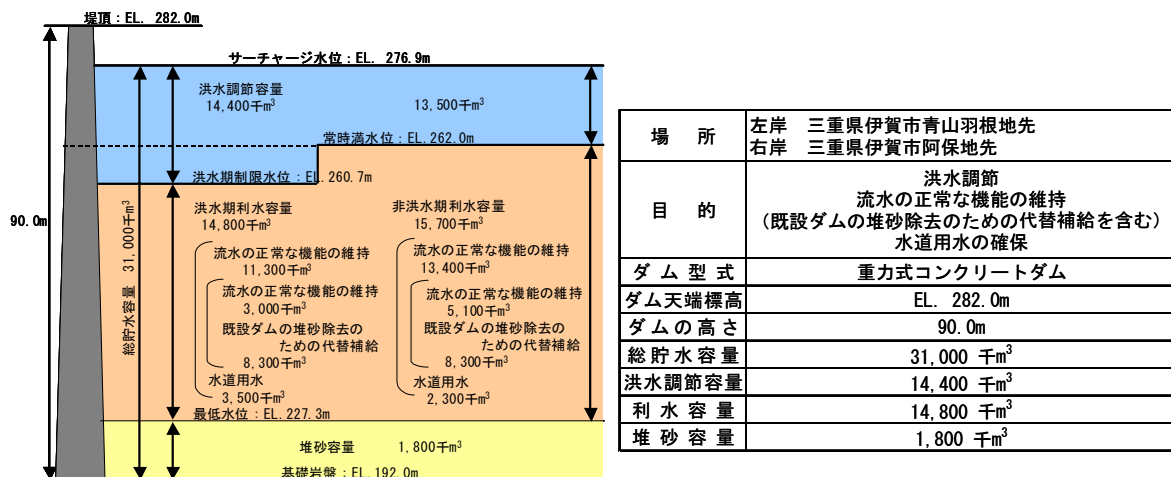 堤頂：EL. 282.0m
サーチャージ水位：EL. 276.9m
洪水調節容量
14,400千m³
13,500千m³
常時満水位：EL.262.0m
洪水期制限水位：EL.260.7m
90.0m
総貯水容量 31,000千m³
洪水期利水容量
14,800千m³
流水の正常な機能の維持
11,300千m³
流水の正常な機能の維持
3,000千m³
既設ダムの堆砂除去の
ための代替補給
8,300千m³
水道用水
3,500千m³
非洪水期利水容量
15,700千m³
流水の正常な機能の維持
13,400千m³
流水の正常な機能の維持
5,100千m³
既設ダムの堆砂除去の
ための代替補給
8,300千m³
水道用水
2,300千m³
最低水位：EL.227.3m
堆砂容量 1,800千m³
基礎岩盤：EL.192.0m
場所 左岸 三重県伊賀市青山羽根地先
右岸 三重県伊賀市阿保地先
目的 洪水調節
流水の正常な機能の維持
（既設ダムの堆砂除去のための代替補給を含む）
水道用水の確保
ダム型式 重力式コンクリートダム
ダム天端標高 EL. 282.0m
ダムの高さ 90.0m
総貯水容量 31,000 千m³
洪水調節容量 14,400 千m³
利水容量 14,800 千m³
堆砂容量 1,800 千m³